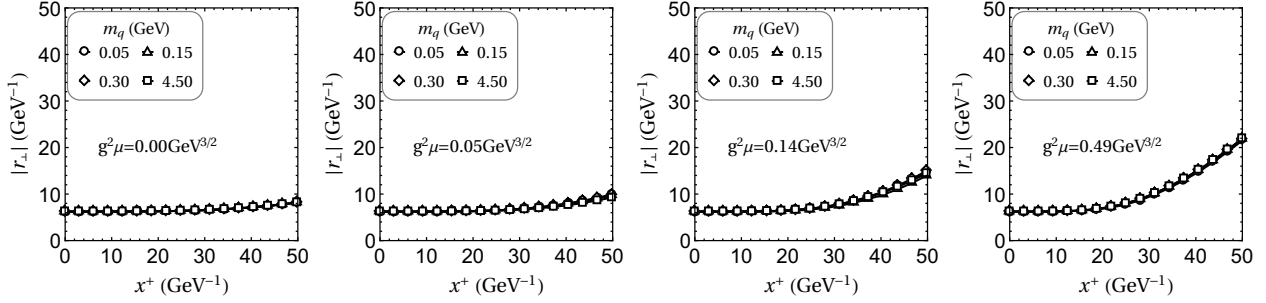 50
40
30
20
10
0
|r⊥| (GeV⁻¹)
m_q (GeV)
0.05 0.15
0.30 4.50
g²μ=0.00GeV^3/2
0 10 20 30 40 50
x⁺ (GeV⁻¹)
50
40
30
20
10
0
|r⊥| (GeV⁻¹)
m_q (GeV)
0.05 0.15
0.30 4.50
g²μ=0.05GeV^3/2
0 10 20 30 40 50
x⁺ (GeV⁻¹)
50
40
30
20
10
0
|r⊥| (GeV⁻¹)
m_q (GeV)
0.05 0.15
0.30 4.50
g²μ=0.14GeV^3/2
0 10 20 30 40 50
x⁺ (GeV⁻¹)
50
40
30
20
10
0
|r⊥| (GeV⁻¹)
m_q (GeV)
0.05 0.15
0.30 4.50
g²μ=0.49GeV^3/2
0 10 20 30 40 50
x⁺ (GeV⁻¹)